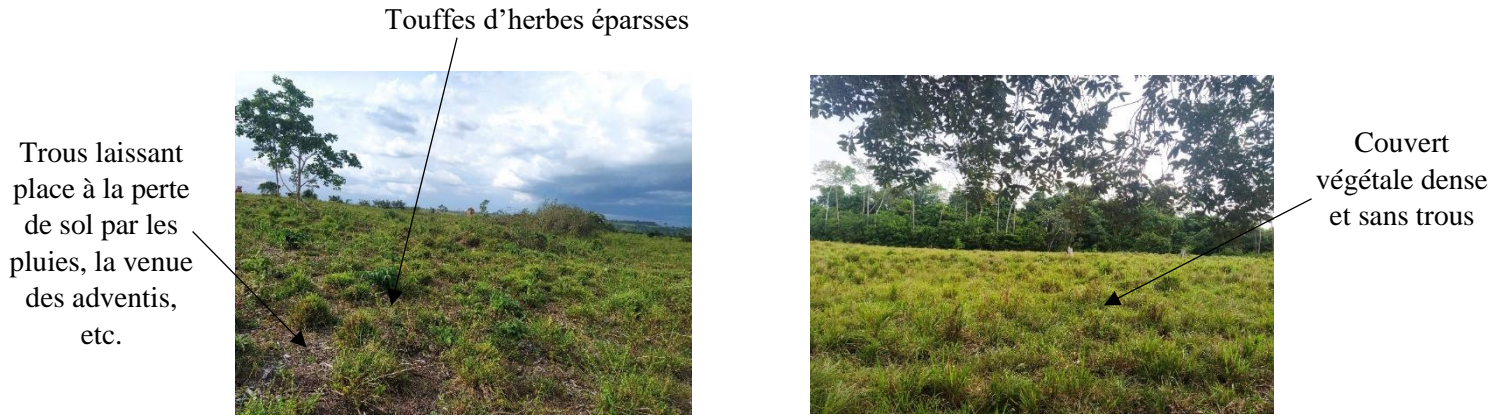 Touffes d’herbes éparsses
Trous laissant
place à la perte
de sol par les
pluies, la venue
des adventis,
etc.
Couvert
végétale dense
et sans trous